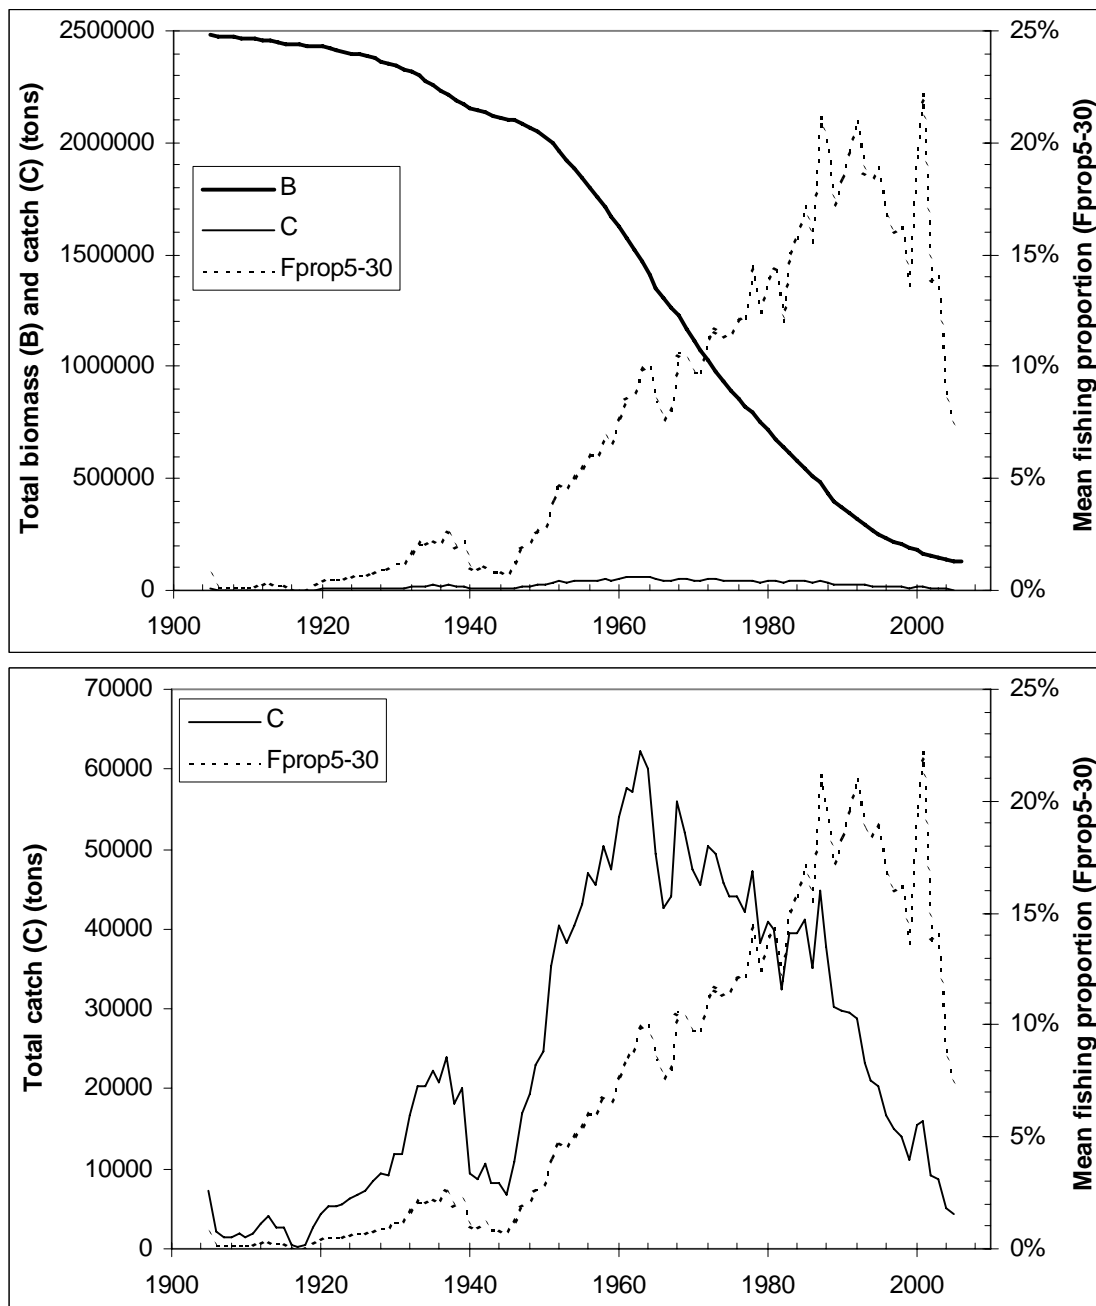 Total biomass (B) and catch (C) (tons)
2500000
2000000
1500000
1000000
500000
0
B
C
Fprop5-30
25%
20%
15%
10%
5%
0%
Mean fishing proportion (Fprop5-30)
1900 1920 1940 1960 1980 2000
Total catch (C) (tons)
70000
60000
50000
40000
30000
20000
10000
0
C
Fprop5-30
25%
20%
15%
10%
5%
0%
Mean fishing proportion (Fprop5-30)
1900 1920 1940 1960 1980 2000